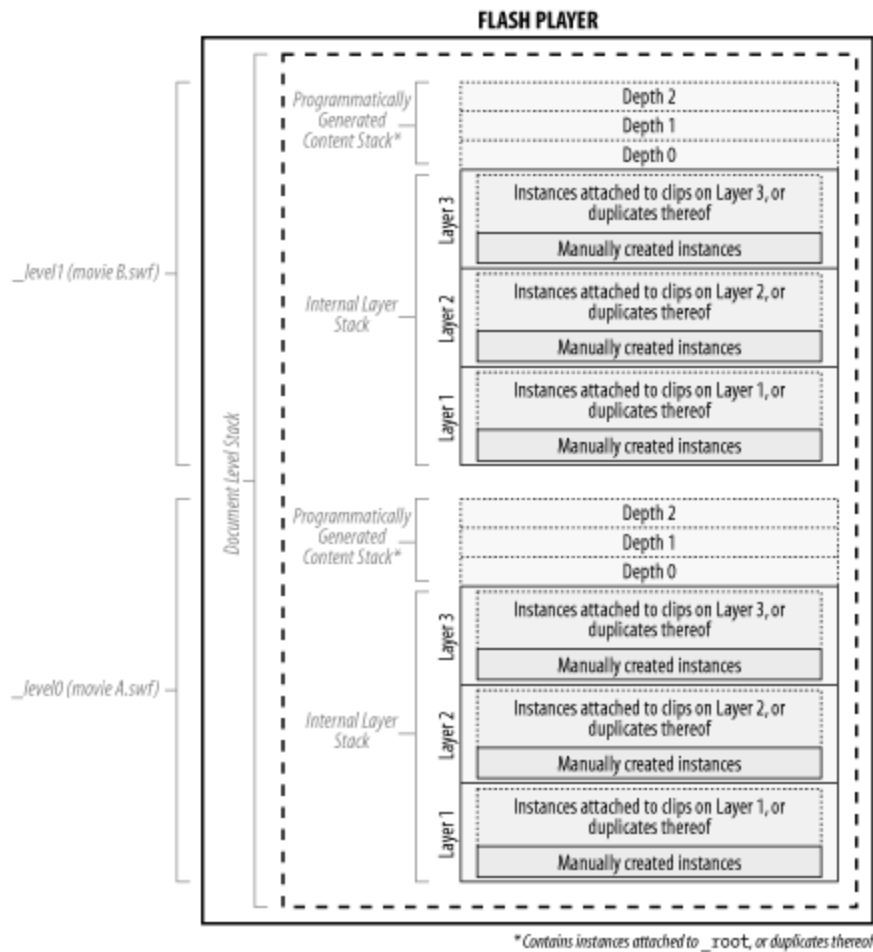 FLASH PLAYER
Programmatically
Generated
Content Stack*
Depth 2
Depth 1
Depth 0
_level1 (movie B.swf)
Internal Layer
Stack
Layer 3
Instances attached to clips on Layer 3, or
duplicates thereof
Manually created instances
Layer 2
Instances attached to clips on Layer 2, or
duplicates thereof
Manually created instances
Layer 1
Instances attached to clips on Layer 1, or
duplicates thereof
Manually created instances
Document Level Stack
Programmatically
Generated
Content Stack*
Depth 2
Depth 1
Depth 0
_level0 (movie A.swf)
Internal Layer
Stack
Layer 3
Instances attached to clips on Layer 3, or
duplicates thereof
Manually created instances
Layer 2
Instances attached to clips on Layer 2, or
duplicates thereof
Manually created instances
Layer 1
Instances attached to clips on Layer 1, or
duplicates thereof
Manually created instances
* Contains instances attached to _root, or duplicates thereof